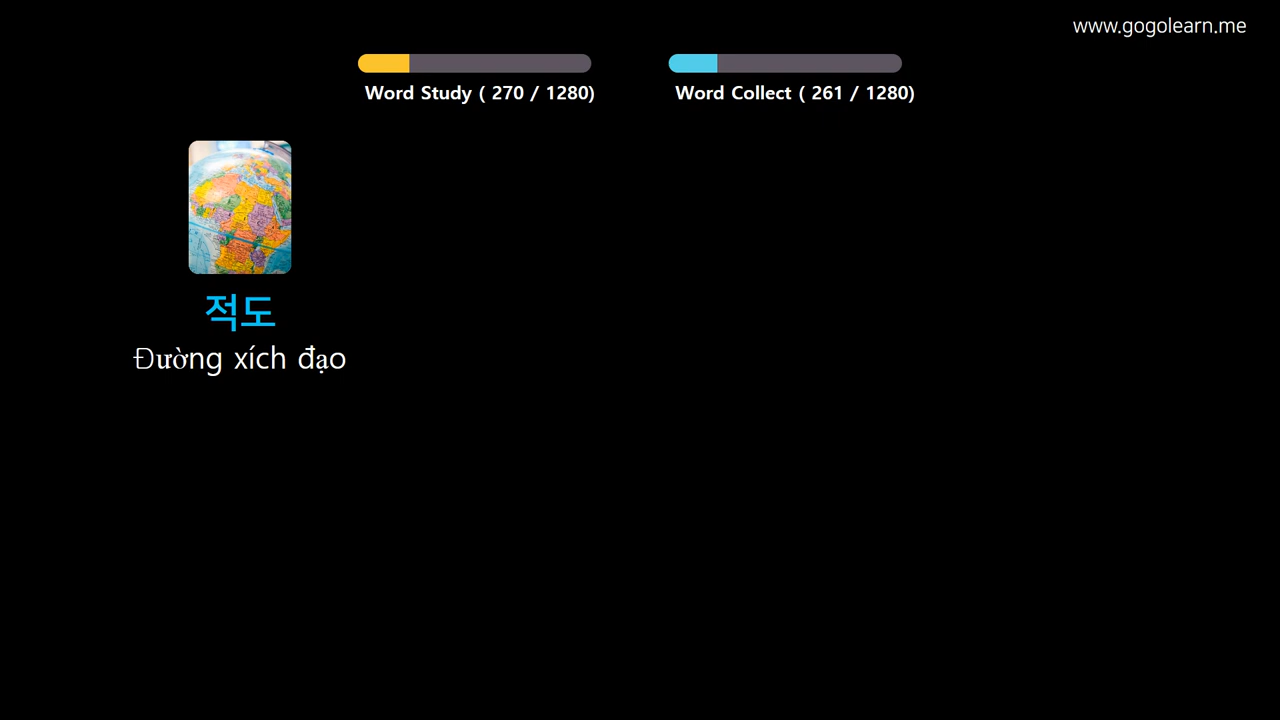 www.gogolearn.me
Word Study ( 270 / 1280)
Word Collect ( 261 / 1280)
적도
Đường xích đạo